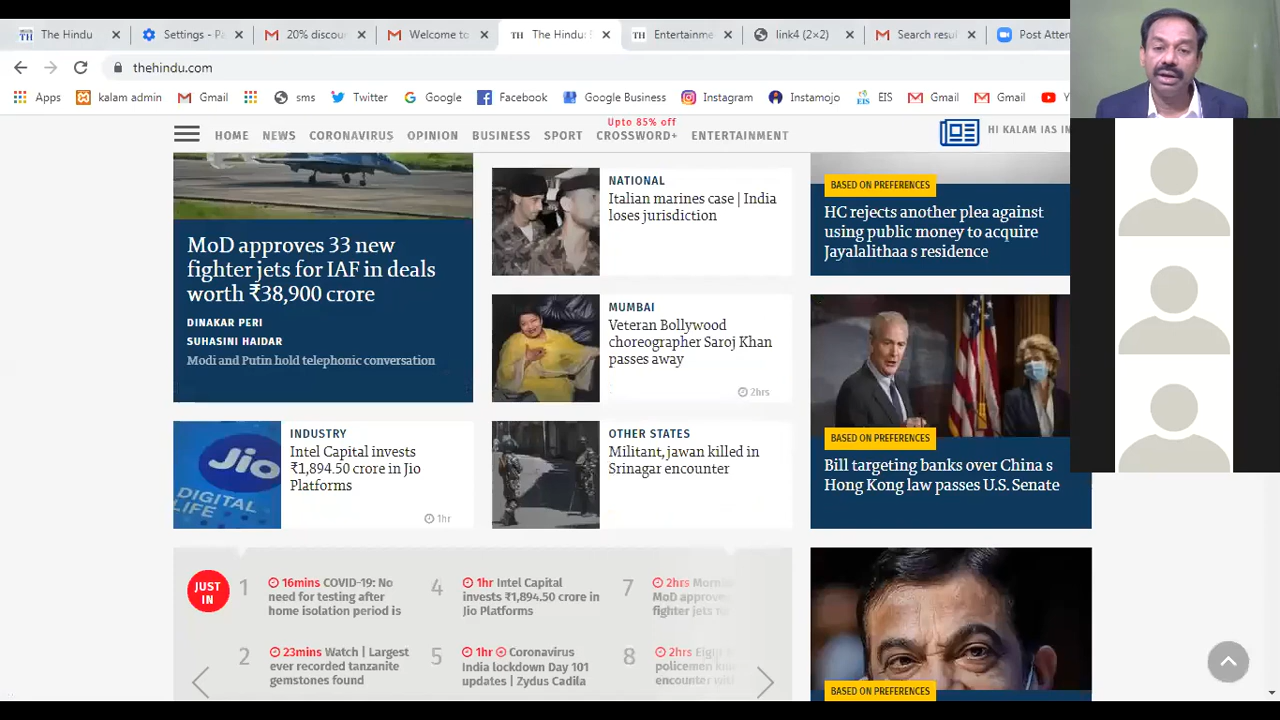 The Hindu
Settings - Pa
20% discou
Welcome to
TH
The Hindu:
TH
Entertainme
link4 (2×2)
Search resu
Post Atten
thehindu.com
Apps
kalam admin
Gmail
sms
Twitter
Google
Facebook
Google Business
Instagram
Instamojo
EIS
EIS
Gmail
Gmail
Y
Upto 85% off
HOME
NEWS
CORONAVIRUS
OPINION
BUSINESS
SPORT
CROSSWORD+
ENTERTAINMENT
HI KALAM IAS IN
MoD approves 33 new
fighter jets for IAF in deals
worth ₹38,900 crore
DINAKAR PERI
SUHASINI HAIDAR
Modi and Putin hold telephonic conversation
NATIONAL
Italian marines case | India
loses jurisdiction
BASED ON PREFERENCES
HC rejects another plea against
using public money to acquire
Jayalalithaa s residence
MUMBAI
Veteran Bollywood
choreographer Saroj Khan
passes away
2hrs
BASED ON PREFERENCES
Bill targeting banks over China s
Hong Kong law passes U.S. Senate
Jio
DIGITAL
LIFE
INDUSTRY
Intel Capital invests
₹1,894.50 crore in Jio
Platforms
1hr
OTHER STATES
Militant, jawan killed in
Srinagar encounter
JUST
IN
1
16mins COVID-19: No
need for testing after
home isolation period is
4
1hr Intel Capital
invests ₹1,894.50 crore in
Jio Platforms
7
2hrs Morn
MoD approve
fighter jets
2
23mins Watch | Largest
ever recorded tanzanite
gemstones found
5
1hr Coronavirus
India lockdown Day 101
updates | Zydus Cadila
8
2hrs Eight
policemen
encounter
BASED ON PREFERENCES